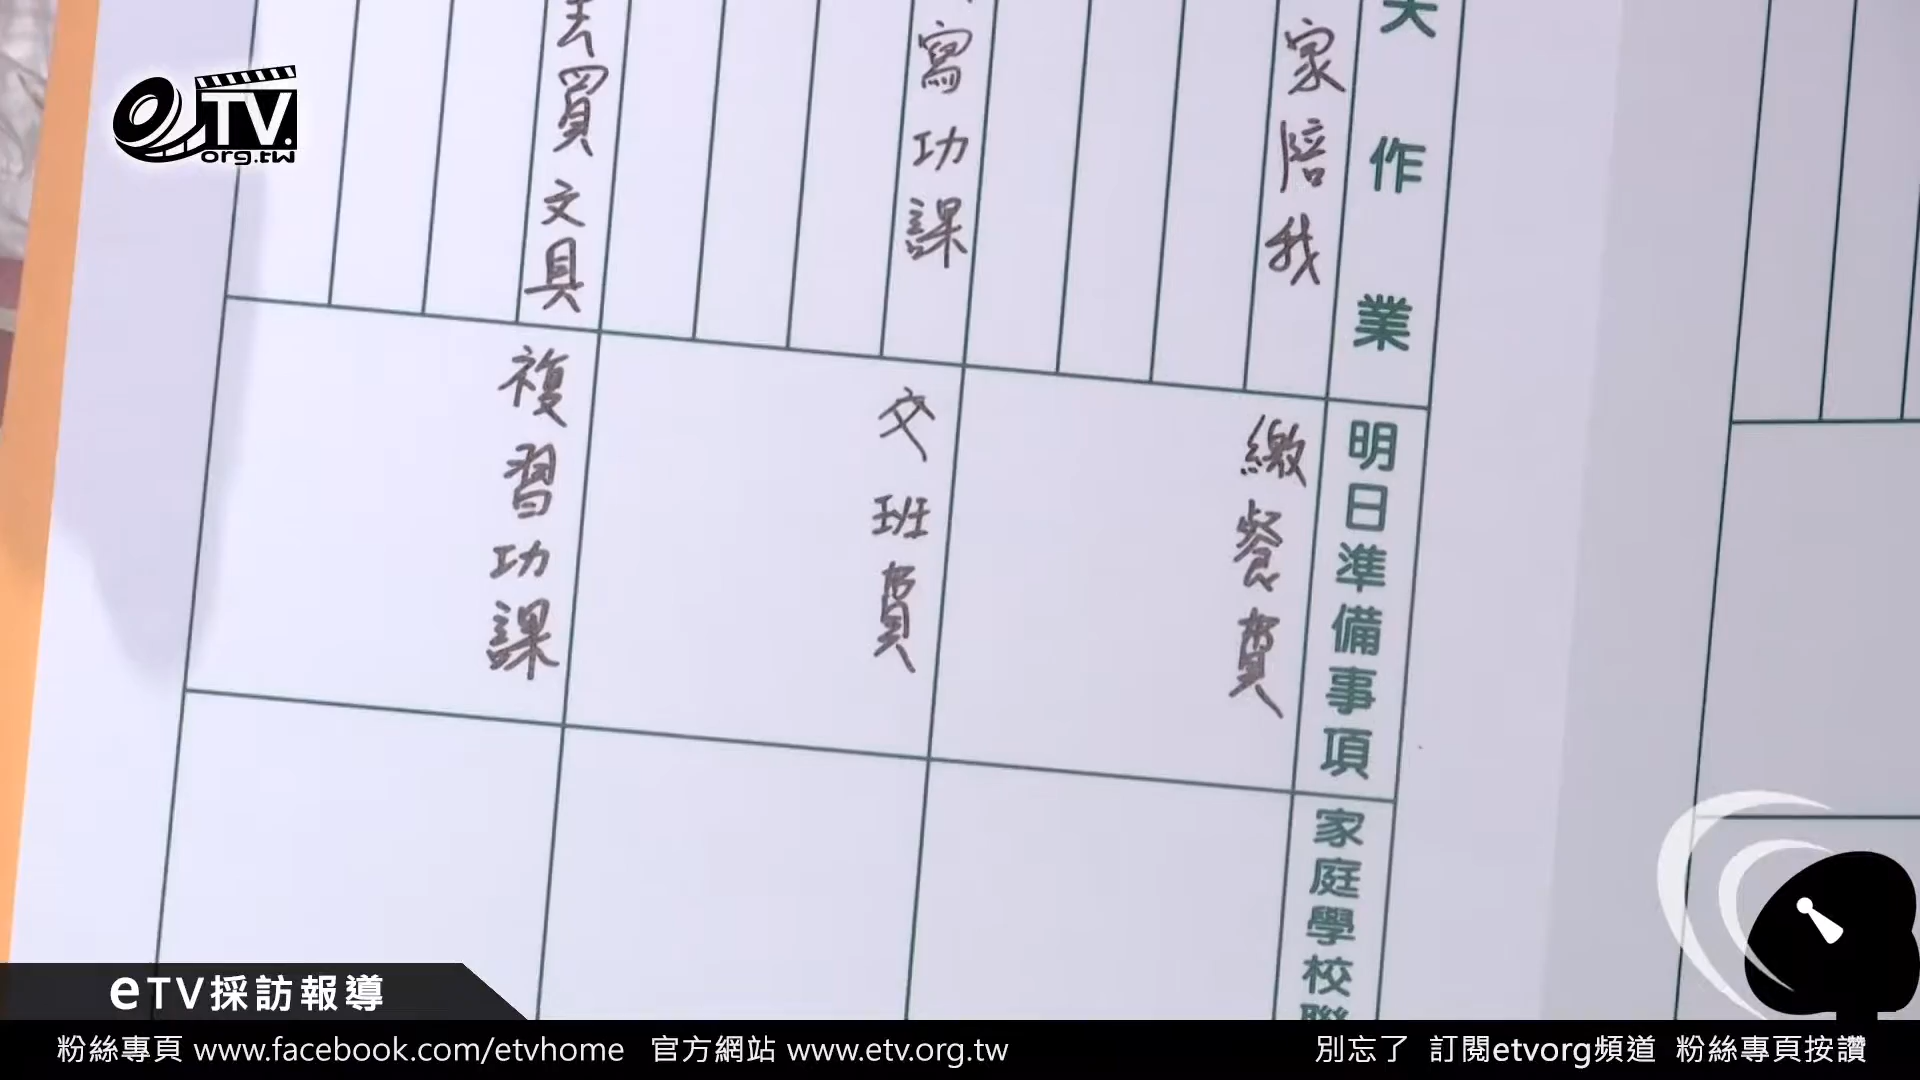 eTV.
org.tw
作業
家陪我
寫功課
去買文具
明日準備事項
繳餐費
交班費
複習功課
家庭學校
eTV採訪報導
粉絲專頁 www.facebook.com/etvhome 官方網站 www.etv.org.tw
別忘了 訂閱etvorg頻道 粉絲專頁按讚